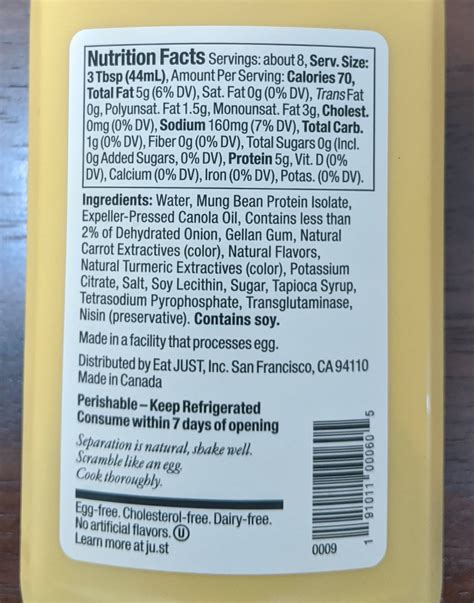 Nutrition Facts Servings: about 8, Serv. Size:
3 Tbsp (44mL), Amount Per Serving: Calories 70,
Total Fat 5g (6% DV), Sat. Fat 0g (0% DV), Trans Fat
0g, Polyunsat. Fat 1.5g, Monounsat. Fat 3g, Cholest.
0mg (0% DV), Sodium 160mg (7% DV), Total Carb.
1g (0% DV), Fiber 0g (0% DV), Total Sugars 0g (Incl.
0g Added Sugars, 0% DV), Protein 5g, Vit. D (0%
DV), Calcium (0% DV), Iron (0% DV), Potas. (0% DV).
Ingredients: Water, Mung Bean Protein Isolate,
Expeller-Pressed Canola Oil, Contains less than
2% of Dehydrated Onion, Gellan Gum, Natural
Carrot Extractives (color), Natural Flavors,
Natural Turmeric Extractives (color), Potassium
Citrate, Salt, Soy Lecithin, Sugar, Tapioca Syrup,
Tetrasodium Pyrophosphate, Transglutaminase,
Nisin (preservative). Contains soy.
Made in a facility that processes egg.
Distributed by Eat JUST, Inc. San Francisco, CA 94110
Made in Canada
Perishable – Keep Refrigerated
Consume within 7 days of opening
Separation is natural, shake well.
Scramble like an egg.
Cook thoroughly.
Egg-free. Cholesterol-free. Dairy-free.
No artificial flavors. U
Learn more at ju.st
0009
1 91011 00060 5